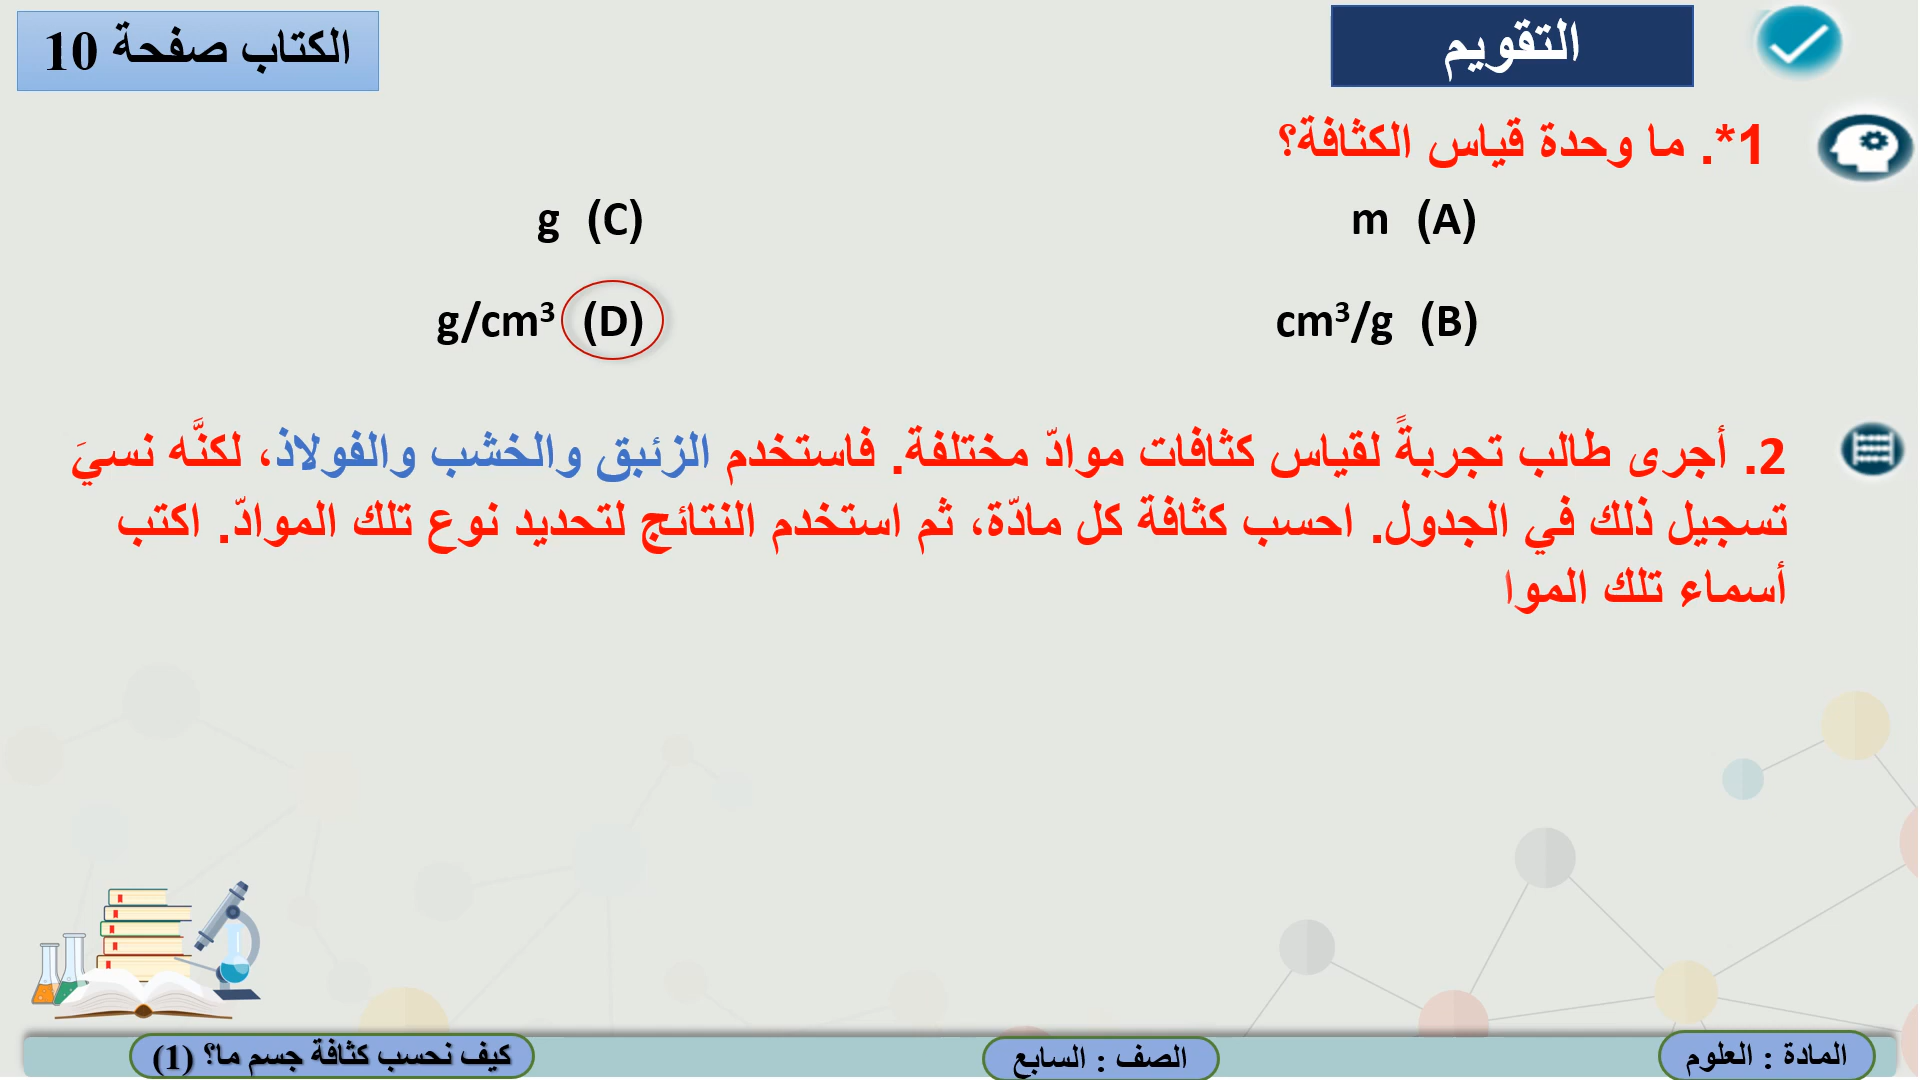 التقويم
الكتاب صفحة 10
1*. ما وحدة قياس الكثافة؟
(A) m
(C) g
(B) cm³/g
(D) g/cm³
2. أجرى طالب تجربةً لقياس كثافات موادّ مختلفة. فاستخدم الزئبق والخشب والفولاذ، لكنَّه نسيَ
تسجيل ذلك في الجدول. احسب كثافة كل مادّة، ثم استخدم النتائج لتحديد نوع تلك الموادّ. اكتب
أسماء تلك الموا
المادة : العلوم
الصف : السابع
كيف نحسب كثافة جسم ما؟ (1)